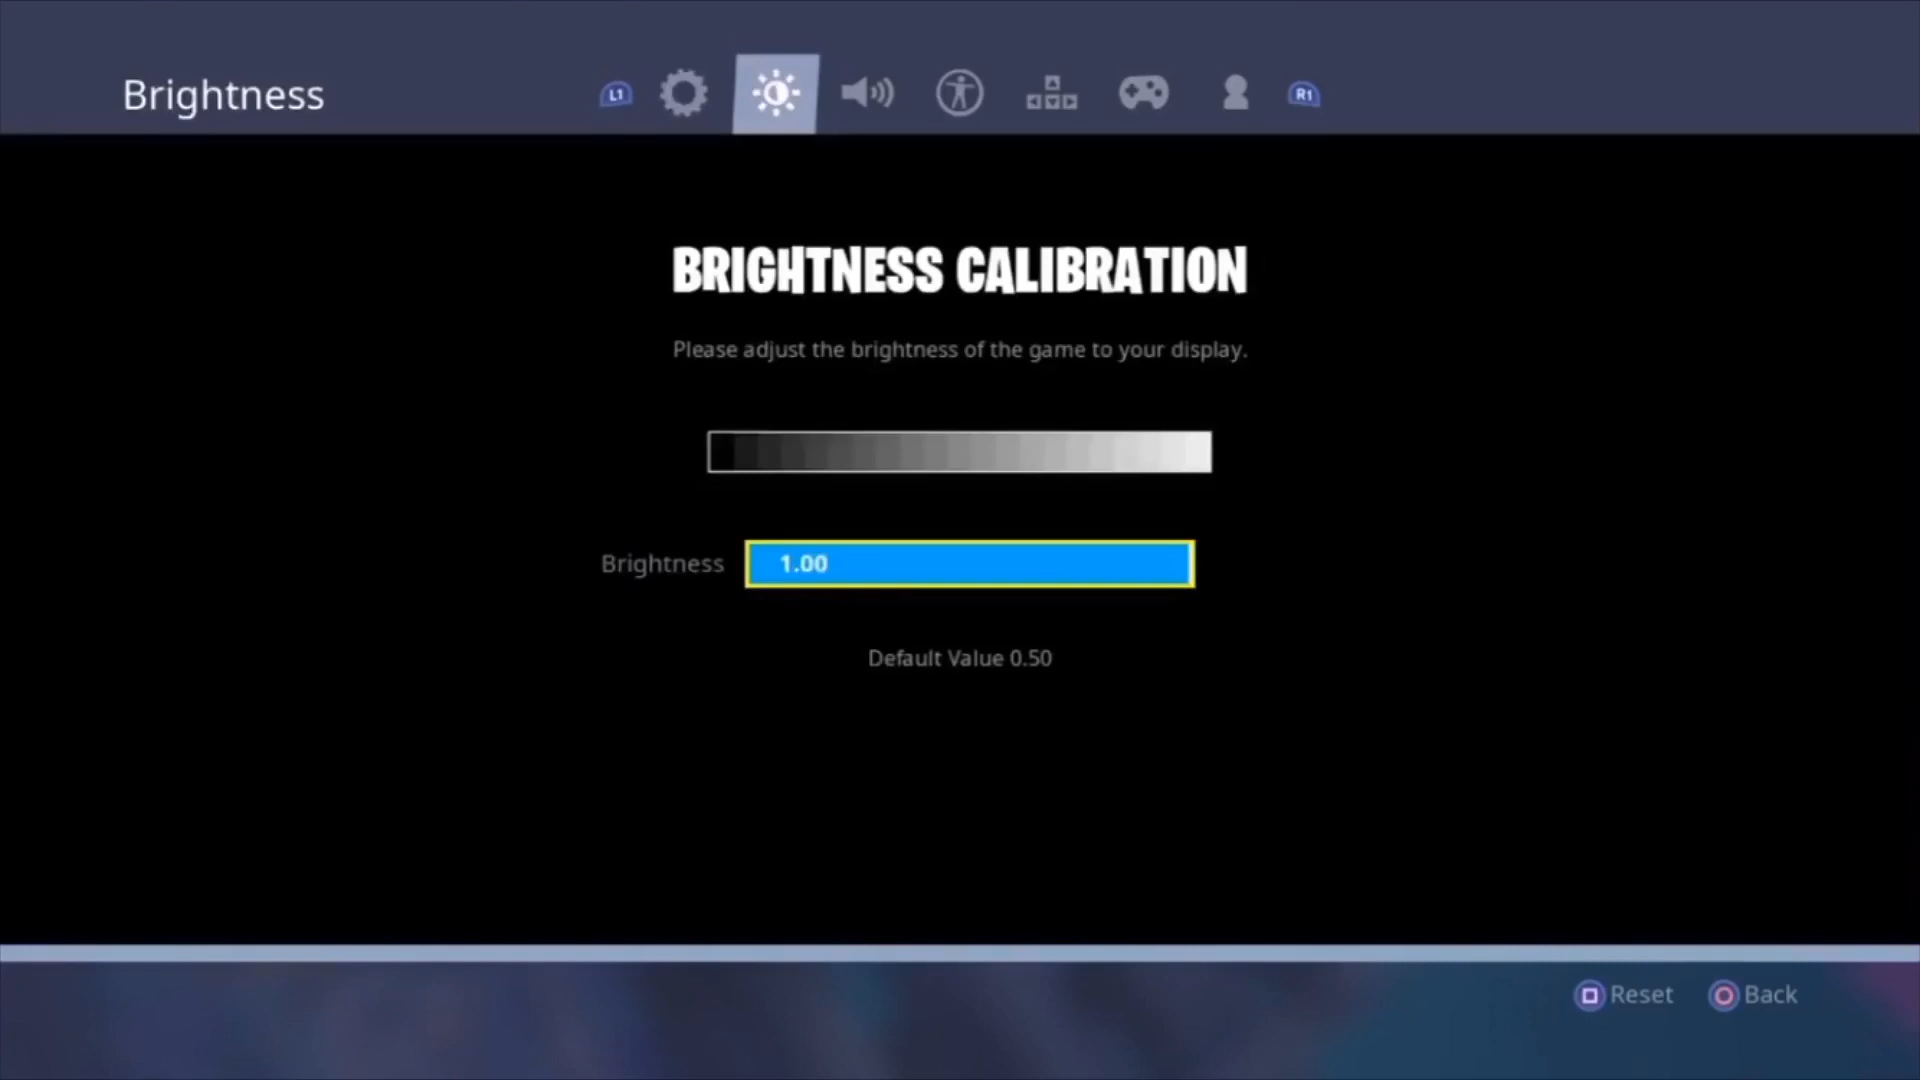 Brightness
L1
R1
BRIGHTNESS CALIBRATION
Please adjust the brightness of the game to your display.
Brightness 1.00
Default Value 0.50
Reset Back